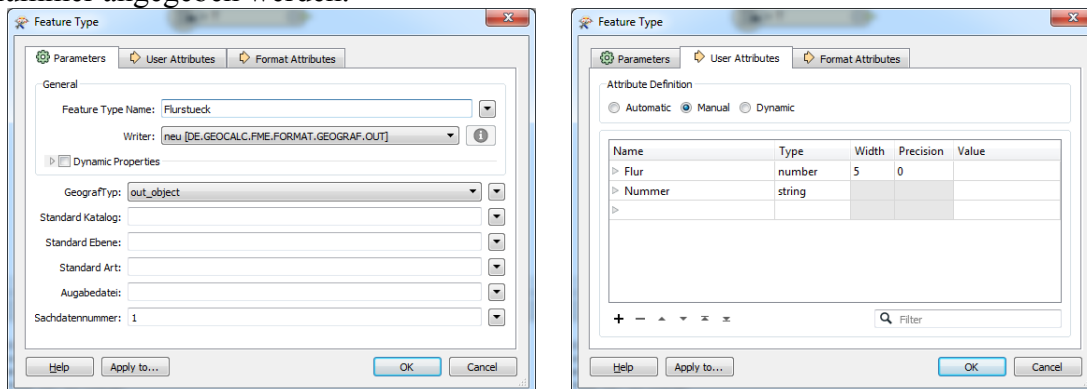 ummer angegeben werden.
Feature Type
Parameters
User Attributes
Format Attributes
General
Feature Type Name: Flurstueck
Writer: neu [DE.GEOCALC.FME.FORMAT.GEOGRAF.OUT]
Dynamic Properties
GeografTyp: out_object
Standard Katalog:
Standard Ebene:
Standard Art:
Augabedatei:
Sachdatennummer: 1
Help
Apply to...
OK
Cancel
Feature Type
Parameters
User Attributes
Format Attributes
Attribute Definition
Automatic Manual Dynamic
Name Type Width Precision Value
Flur number 5 0
Nummer string
Filter
Help
Apply to...
OK
Cancel